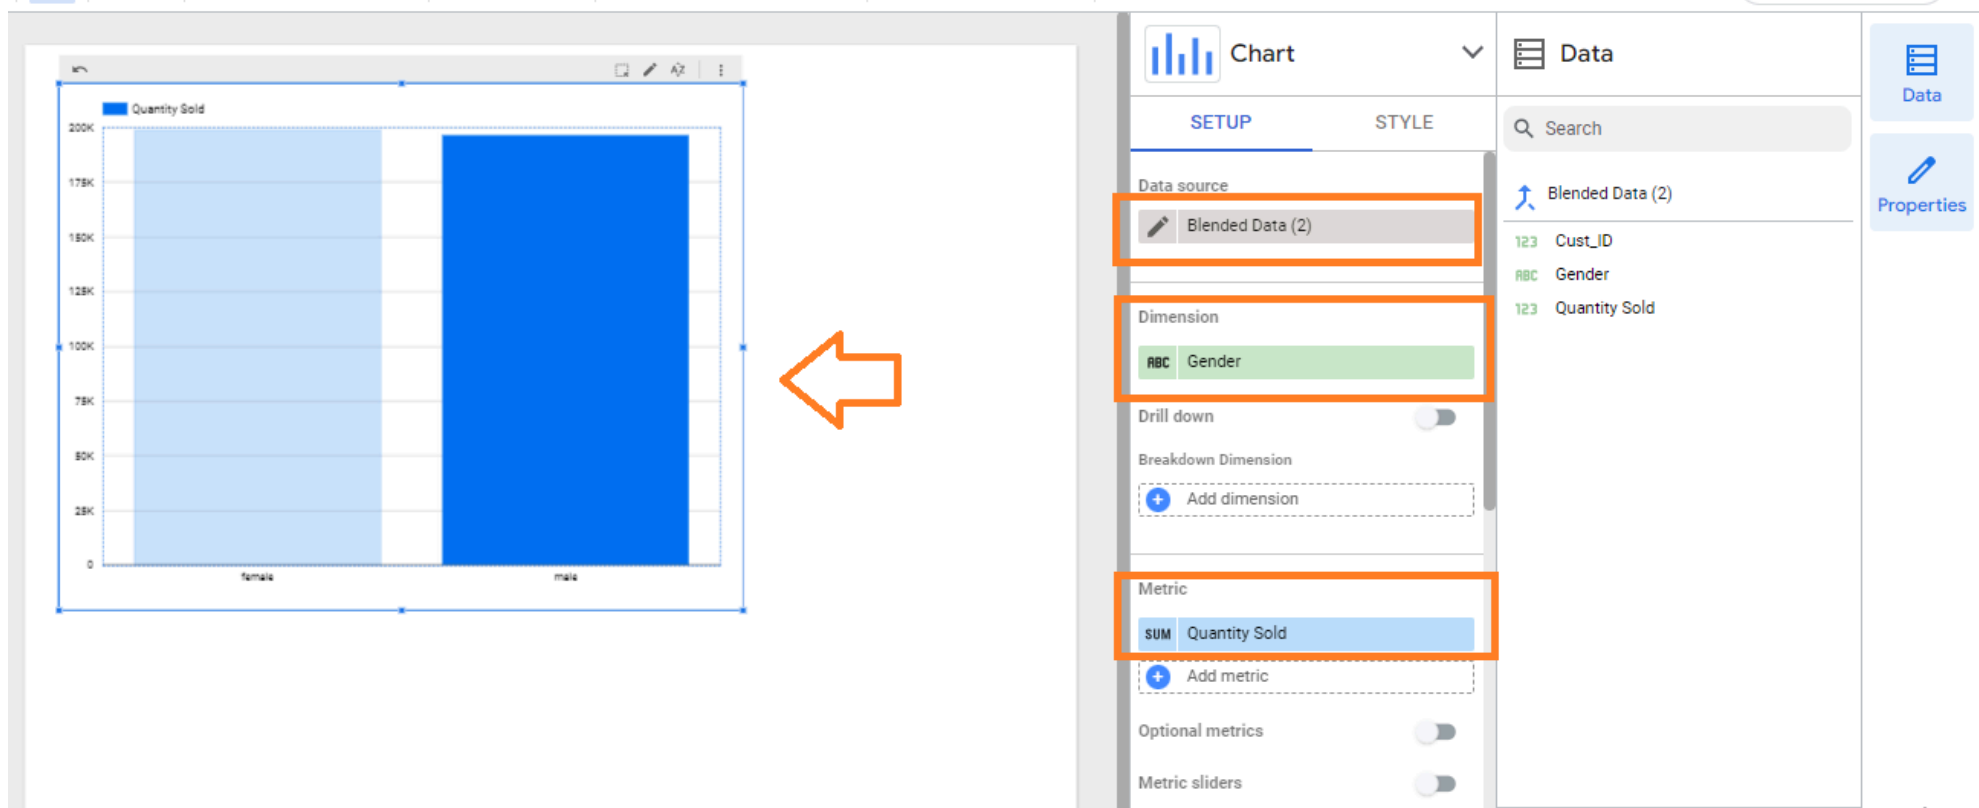 Quantity Sold
200K
175K
150K
125K
100K
75K
50K
25K
0
female
male
Chart
SETUP
STYLE
Data source
Blended Data (2)
Dimension
ABC Gender
Drill down
Breakdown Dimension
Add dimension
Metric
SUM Quantity Sold
Add metric
Optional metrics
Metric sliders
Data
Search
Blended Data (2)
123 Cust_ID
ABC Gender
123 Quantity Sold
Data
Properties